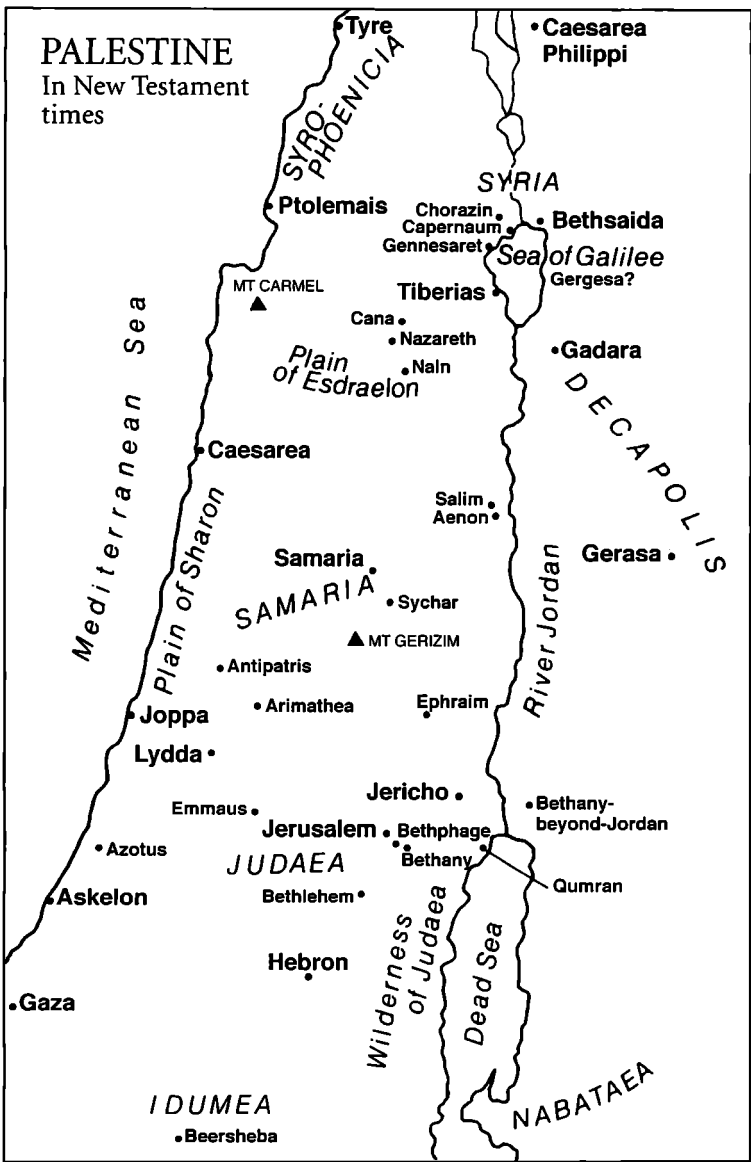 PALESTINE
In New Testament
times
Tyre
Caesarea
Philippi
SYRO-
PHOENICIA
SYRIA
Ptolemais
Chorazin
Bethsaida
Capernaum
Gennesaret
Sea of Galilee
Gergesa?
MT CARMEL
Tiberias
Cana
Nazareth
Gadara
Plain
of Esdraelon
Nain
DECAPOLIS
Mediterranean Sea
Caesarea
Salim
Aenon
Plain of Sharon
Samaria
Gerasa
SAMARIA
Sychar
MT GERIZIM
River Jordan
Antipatris
Arimathea
Ephraim
Joppa
Lydda
Jericho
Bethany-
beyond-Jordan
Emmaus
Jerusalem
Bethphage
Azotus
JUDAEA
Bethany
Qumran
Askelon
Bethlehem
Wilderness
of Judaea
Dead Sea
Hebron
Gaza
IDUMEA
NABATAEA
Beersheba